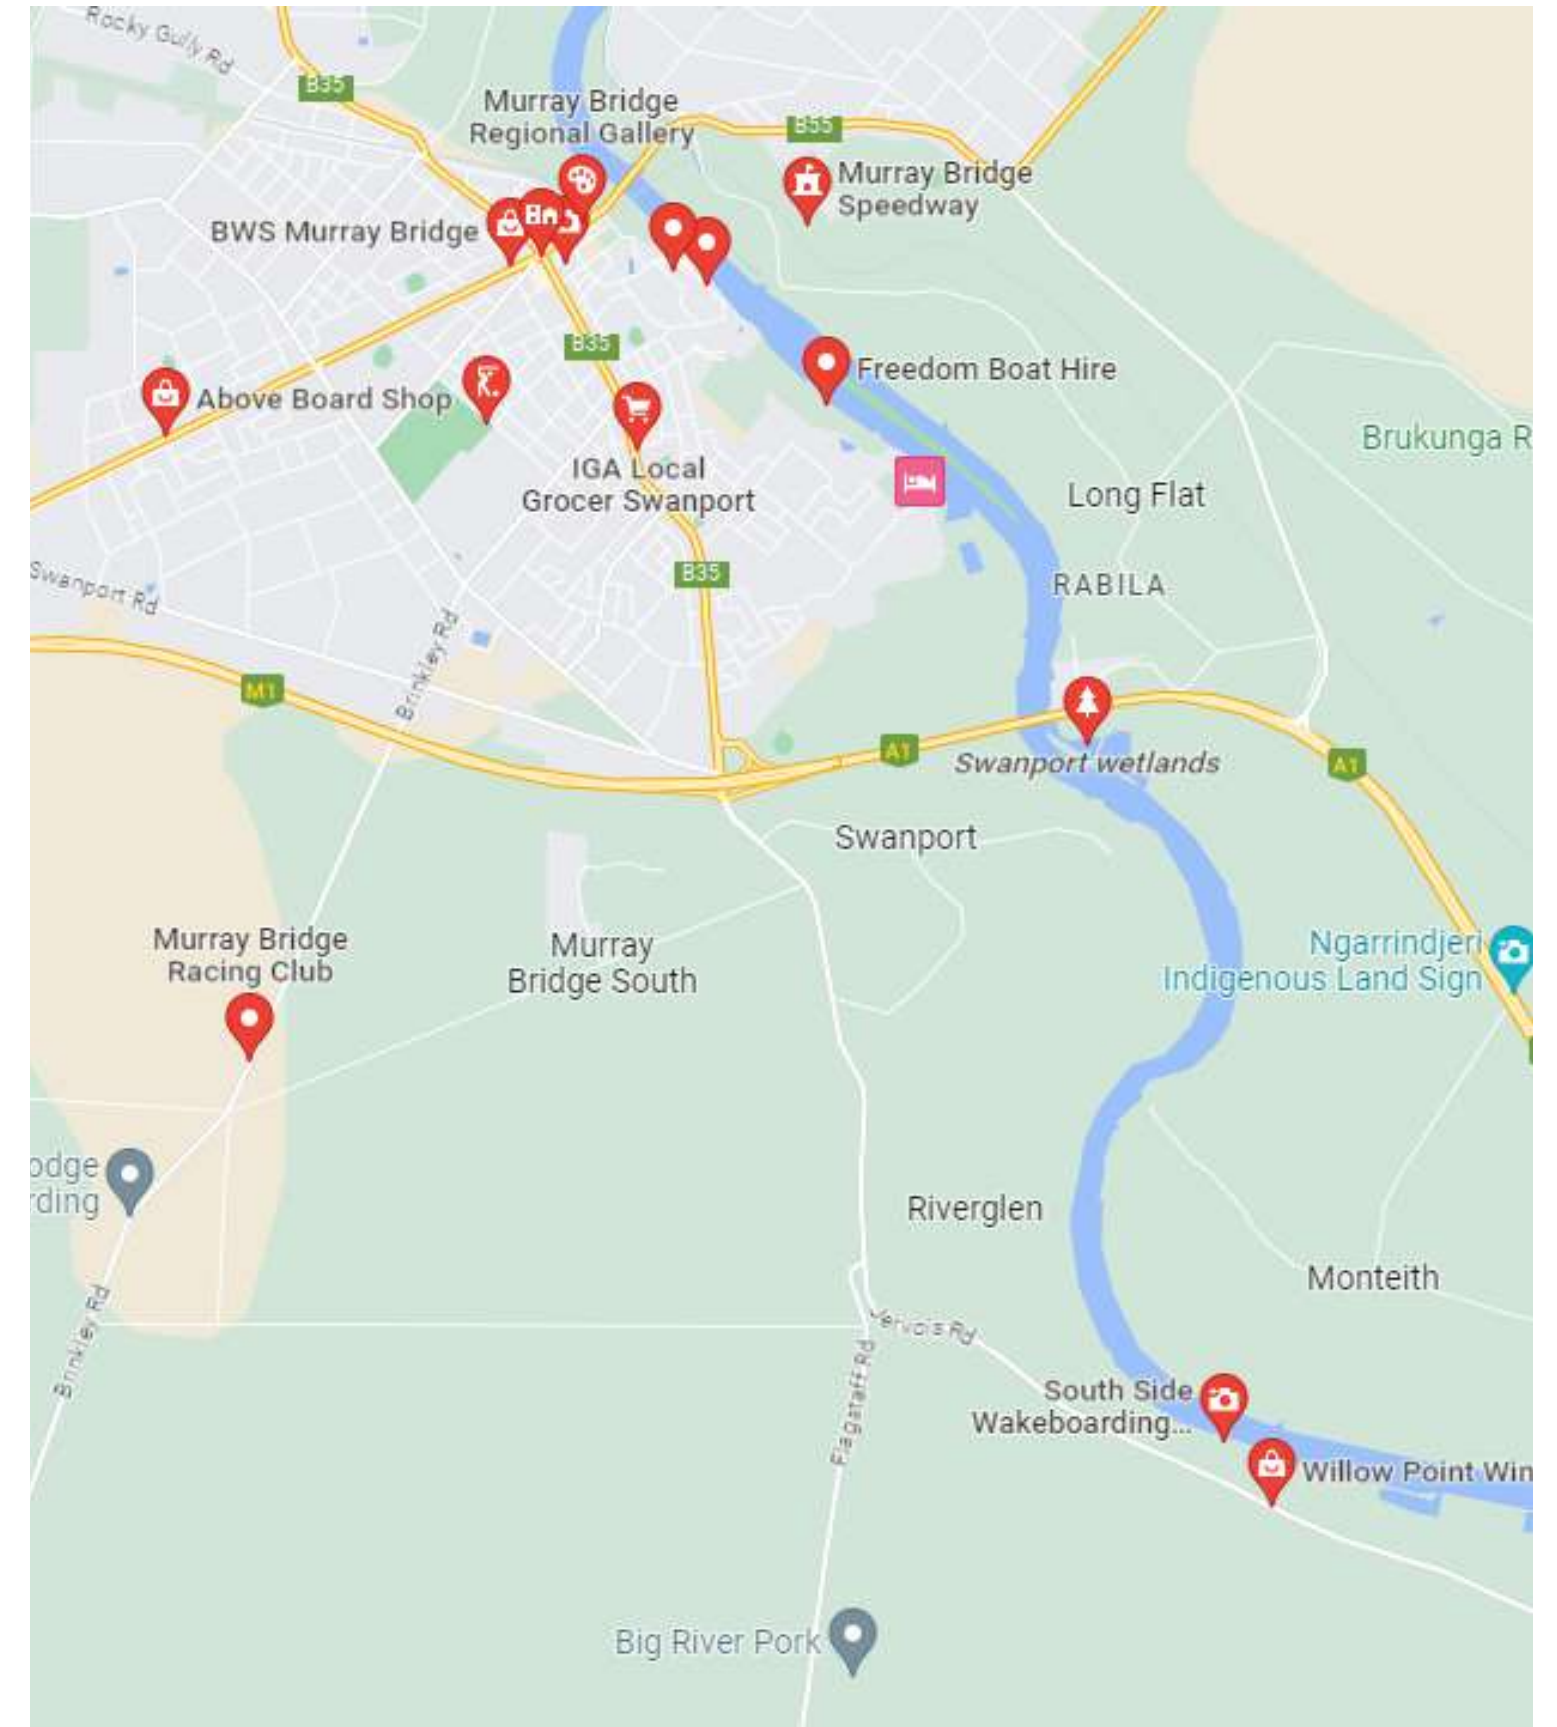 Rocky Gully Rd
B35
Murray Bridge
Regional Gallery
B55
Murray Bridge
Speedway
BWS Murray Bridge
B35
Freedom Boat Hire
Above Board Shop
IGA Local
Grocer Swanport
Brukunga R
Long Flat
B35
Swanport Rd
RABILA
Brinkley Rd
M1
A1
Swanport wetlands
A1
Swanport
Murray Bridge
Racing Club
Murray
Bridge South
Ngarrindjeri
Indigenous Land Sign
odge
rding
Riverglen
Monteith
Brinkley Rd
Jervois Rd
Flagstaff Rd
South Side
Wakeboarding...
Willow Point Win
Big River Pork